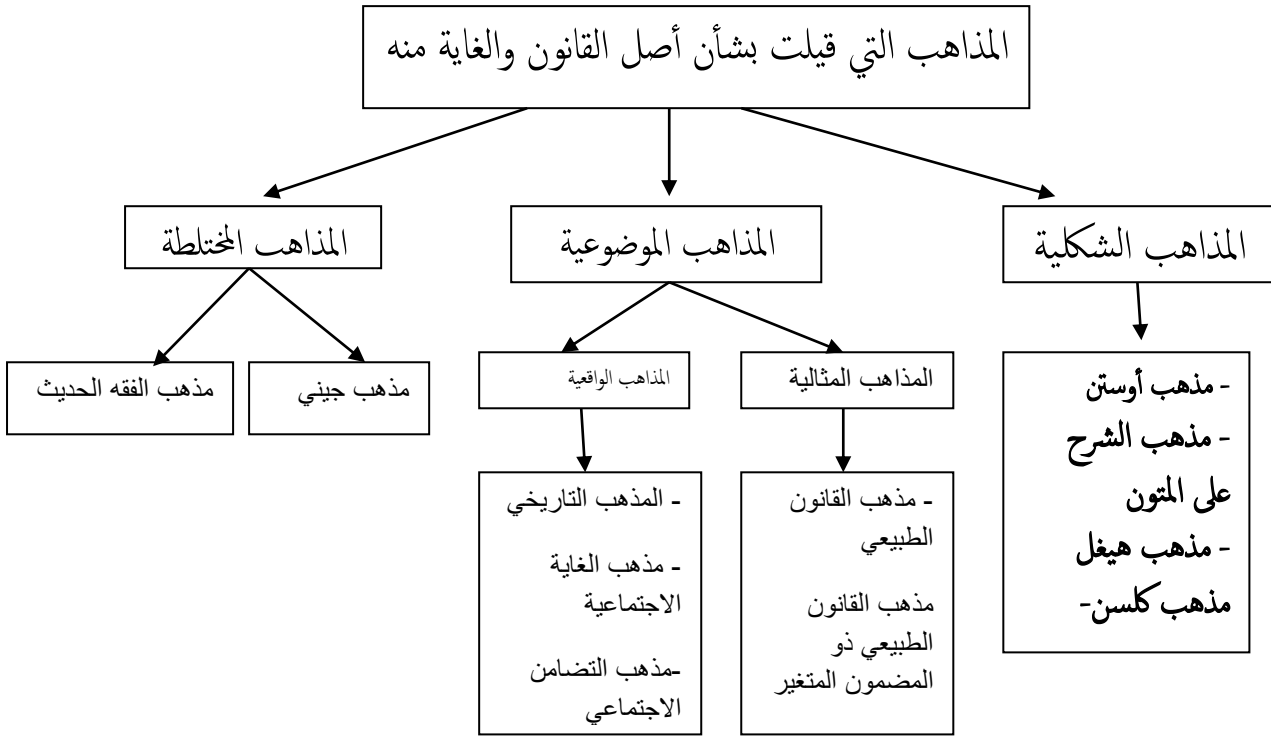 المذاهب التي قيلت بشأن أصل القانون والغاية منه
المذاهب الشكلية
المذاهب الموضوعية
المذاهب المختلطة
- مذهب أوستن
- مذهب الشرح
على المتون
- مذهب هيغل
مذهب كلسن-
المذاهب المثالية
المذاهب الواقعية
مذهب جيني
مذهب الفقه الحديث
- مذهب القانون
الطبيعي
مذهب القانون
الطبيعي ذو
المضمون المتغير
- المذهب التاريخي
- مذهب الغاية
الاجتماعية
-مذهب التضامن
الاجتماعي